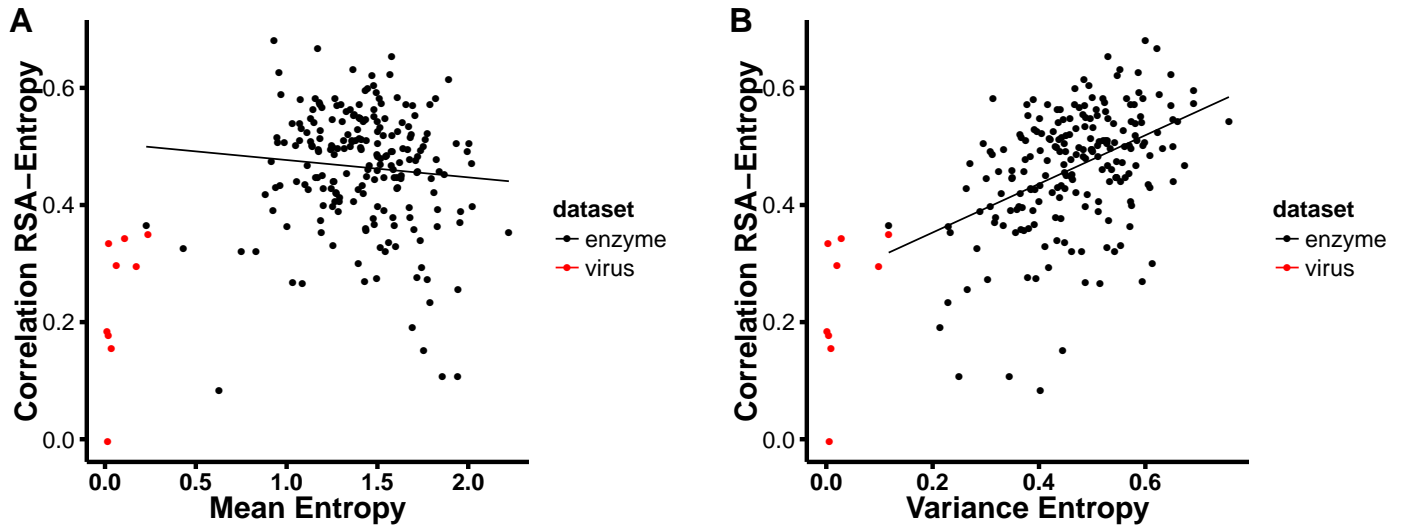 A
Correlation RSA−Entropy
0.6
0.4
0.2
0.0
0.0 0.5 1.0 1.5 2.0
Mean Entropy
dataset
enzyme
virus
B
Correlation RSA−Entropy
0.6
0.4
0.2
0.0
0.0 0.2 0.4 0.6
Variance Entropy
dataset
enzyme
virus